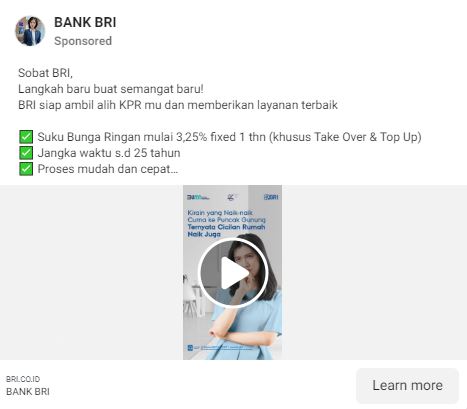 BANK BRI
Sponsored
Sobat BRI,
Langkah baru buat semangat baru!
BRI siap ambil alih KPR mu dan memberikan layanan terbaik
✅ Suku Bunga Ringan mulai 3,25% fixed 1 thn (khusus Take Over & Top Up)
✅ Jangka waktu s.d 25 tahun
✅ Proses mudah dan cepat...
BRI
Kirain yang Naik-naik
Cuma ke Puncak Gunung
Ternyata Cicilan Rumah
Naik Juga
BRI.CO.ID
BANK BRI
Learn more